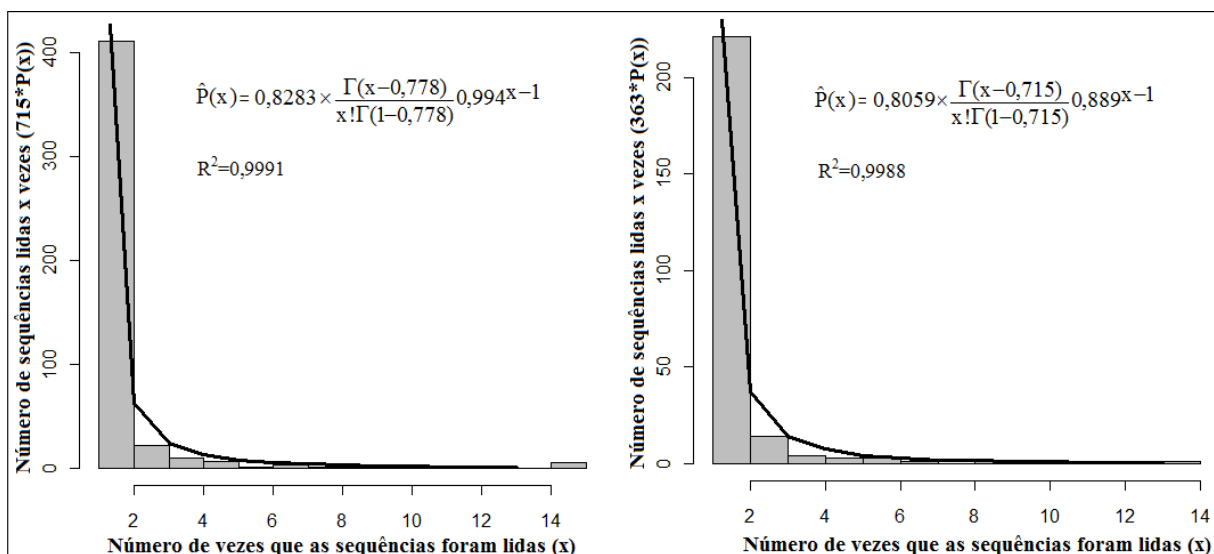 Número de sequências lidas x vezes (715*P(x))
400
300
200
100
0
P̂(x) = 0,8283 × Γ(x−0,778) / x!Γ(1−0,778) 0,994^x−1
R²=0,9991
2 4 6 8 10 12 14
Número de vezes que as sequências foram lidas (x)
Número de sequências lidas x vezes (363*P(x))
200
150
100
50
0
P̂(x) = 0,8059 × Γ(x−0,715) / x!Γ(1−0,715) 0,889^x−1
R²=0,9988
2 4 6 8 10 12 14
Número de vezes que as sequências foram lidas (x)